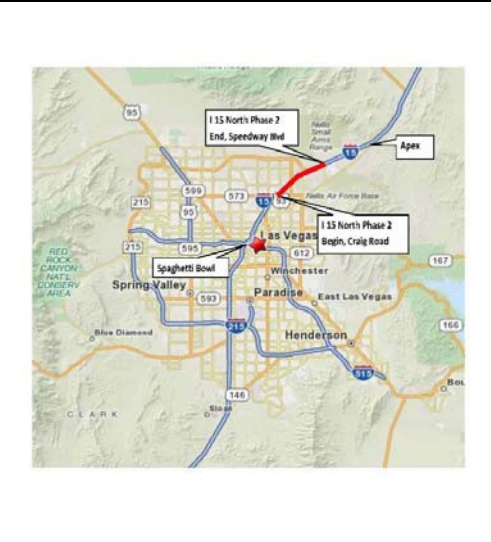 95
I 15 North Phase 2
End, Speedway Blvd
Nellis
Small
Arms
Range
15
Apex
599
215
95
573
15
93
Nellis Air Force Base
I 15 North Phase 2
Begin, Craig Road
Las Vegas
215
595
612
RED
ROCK
CANYON
NAT'L
CONSERV
AREA
Spaghetti Bowl
Winchester
167
Spring Valley
593
Paradise
East Las Vegas
215
166
Blue Diamond
Henderson
515
146
Sloan
CLARK